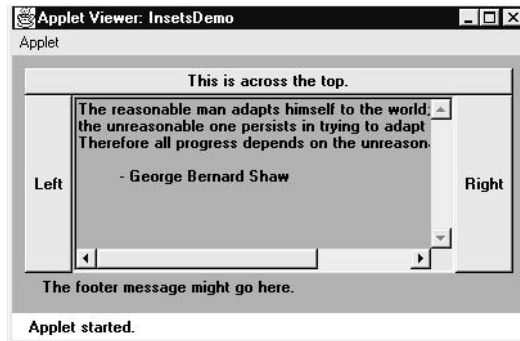 Applet Viewer: InsetsDemo
Applet
This is across the top.
The reasonable man adapts himself to the world;
the unreasonable one persists in trying to adapt
Therefore all progress depends on the unreason
Left
- George Bernard Shaw
Right
The footer message might go here.
Applet started.